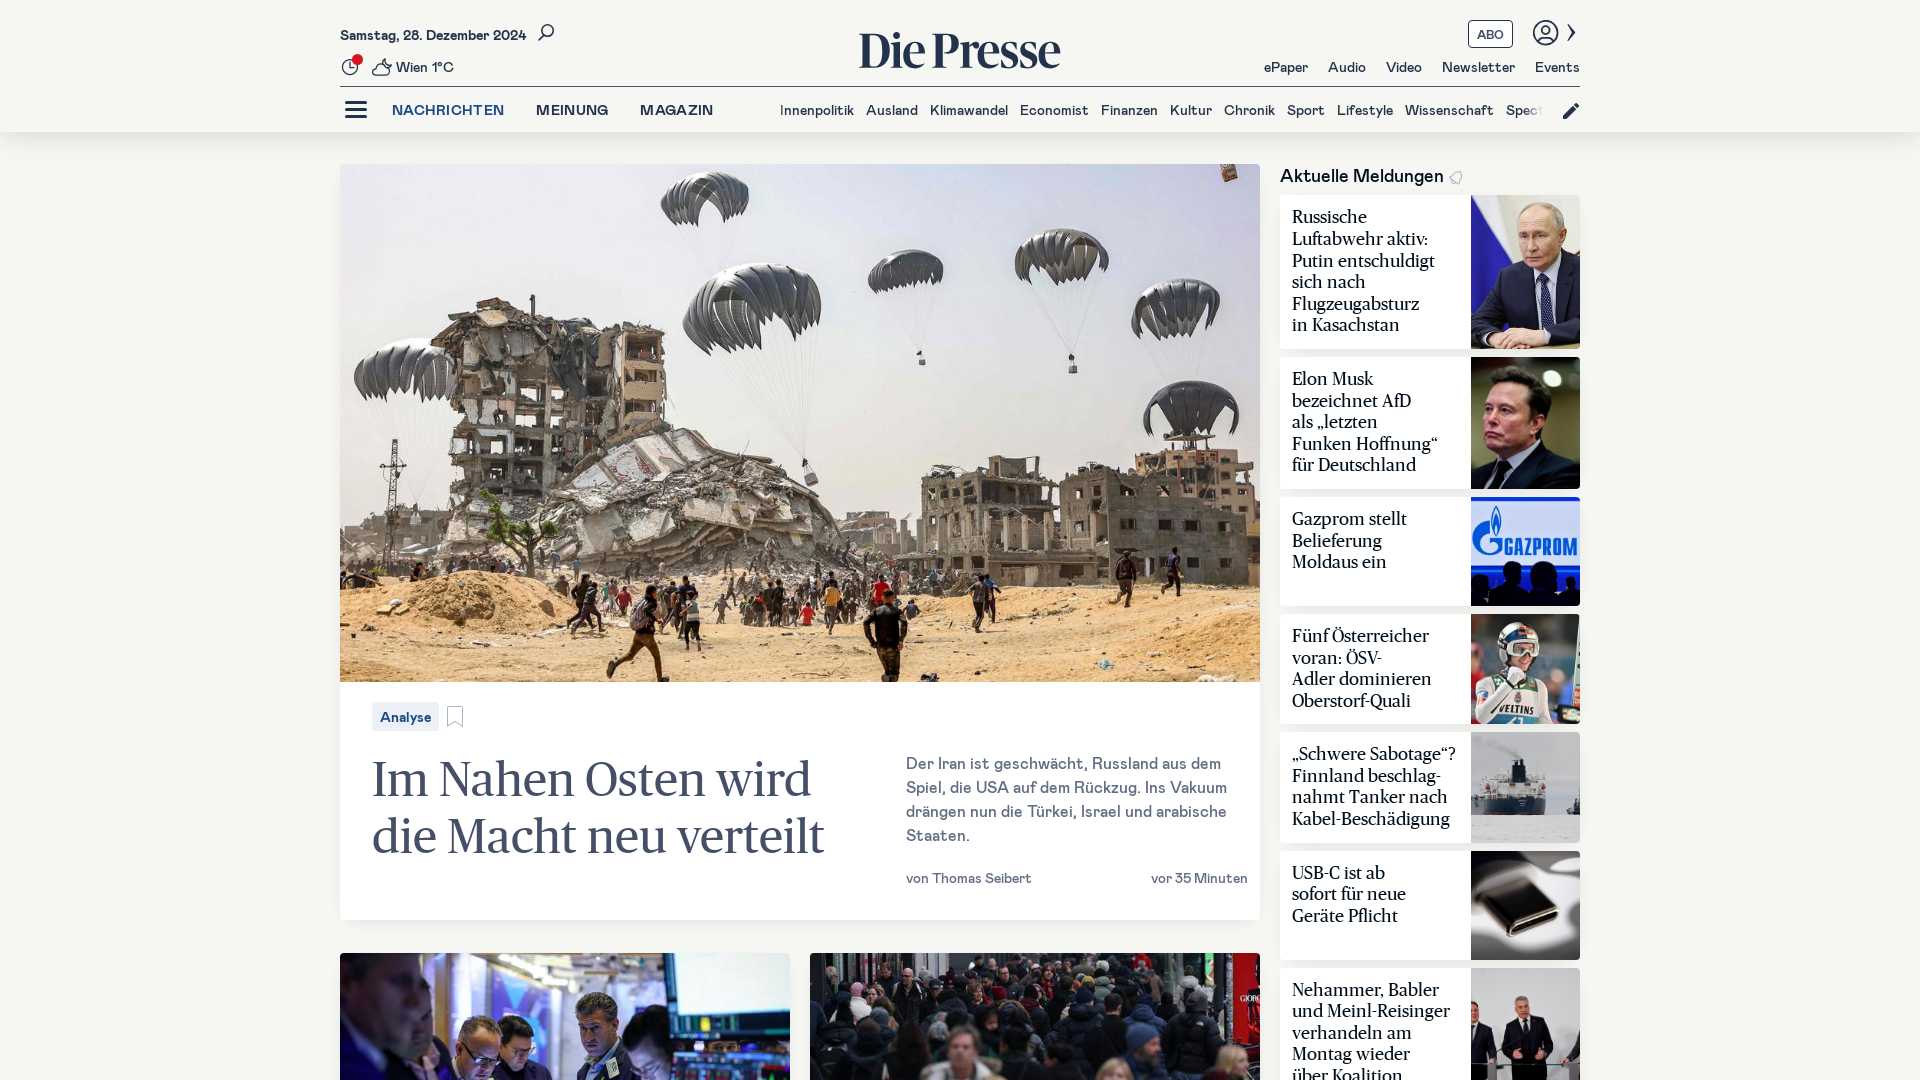 Samstag, 28. Dezember 2024
Wien 1°C
Die Presse
ABO
ePaper Audio Video Newsletter Events
NACHRICHTEN MEINUNG MAGAZIN
Innenpolitik Ausland Klimawandel Economist Finanzen Kultur Chronik Sport Lifestyle Wissenschaft Spect
Analyse
Im Nahen Osten wird
die Macht neu verteilt
Der Iran ist geschwächt, Russland aus dem
Spiel, die USA auf dem Rückzug. Ins Vakuum
drängen nun die Türkei, Israel und arabische
Staaten.
von Thomas Seibert
vor 35 Minuten
Aktuelle Meldungen
Russische
Luftabwehr aktiv:
Putin entschuldigt
sich nach
Flugzeugabsturz
in Kasachstan
Elon Musk
bezeichnet AfD
als „letzten
Funken Hoffnung“
für Deutschland
Gazprom stellt
Belieferung
Moldaus ein
GAZPROM
Fünf Österreicher
voran: ÖSV-
Adler dominieren
Oberstorf-Quali
VELTINS
„Schwere Sabotage“?
Finnland beschlag-
nahmt Tanker nach
Kabel-Beschädigung
USB-C ist ab
sofort für neue
Geräte Pflicht
Nehammer, Babler
und Meinl-Reisinger
verhandeln am
Montag wieder
über Koalition